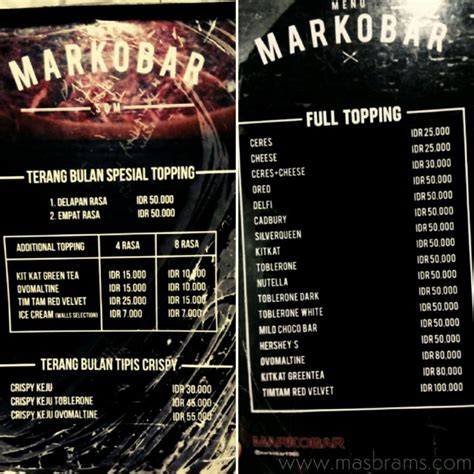 MARKOBAR
SQM
TERANG BULAN SPESIAL TOPPING
1. DELAPAN RASA IDR 50.000
2. EMPAT RASA IDR 50.000
ADDITIONAL TOPPING 4 RASA 8 RASA
KIT KAT GREEN TEA IDR 15.000 IDR 10.000
OVOMALTINE IDR 15.000 IDR 10.000
TIM TAM RED VELVET IDR 25.000 IDR 15.000
ICE CREAM (WALLS SELECTION) IDR 7.000 IDR 7.000
TERANG BULAN TIPIS CRISPY
CRISPY KEJU IDR 30.000
CRISPY KEJU TOBLERONE IDR 45.000
CRISPY KEJU OVOMALTINE IDR 55.000
MENU
MARKOBAR
FULL TOPPING
CERES IDR 25.000
CHEESE IDR 25.000
CERES+CHEESE IDR 30.000
OREO IDR 50.000
DELFI IDR 50.000
CADBURY IDR 50.000
SILVERQUEEN IDR 50.000
KITKAT IDR 50.000
TOBLERONE IDR 50.000
NUTELLA IDR 50.000
TOBLERONE DARK IDR 50.000
TOBLERONE WHITE IDR 50.000
MILO CHOCO BAR IDR 50.000
HERSHEY S IDR 50.000
OVOMALTINE IDR 80.000
KITKAT GREENTEA IDR 80.000
TIMTAM RED VELVET IDR 100.000
MARKOBAR
www.masbrams.com